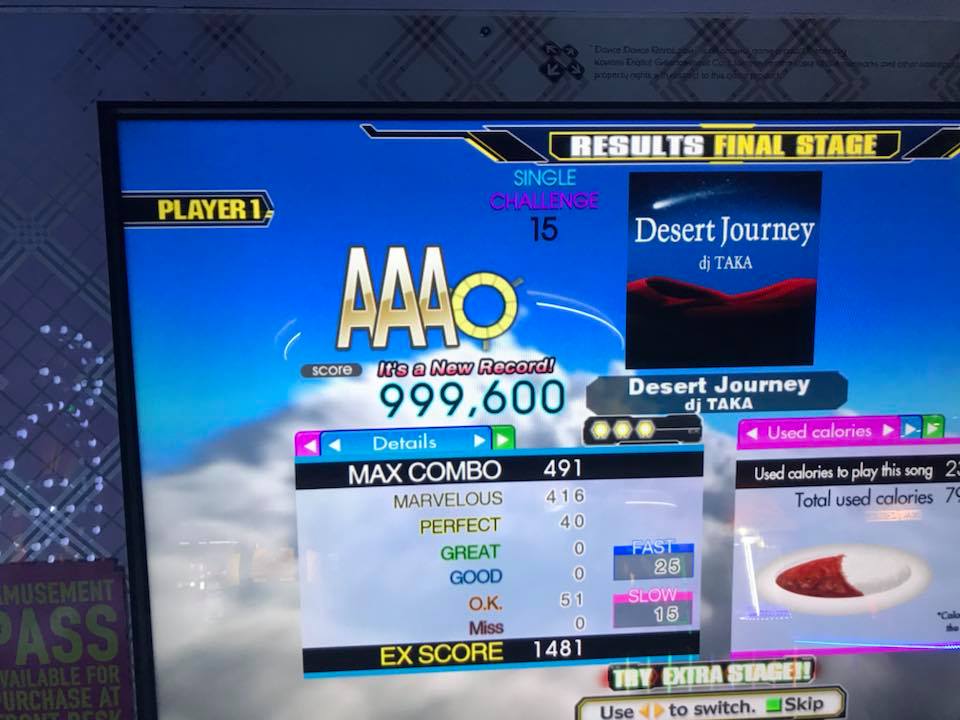 RESULTS FINAL STAGE
PLAYER 1
SINGLE
CHALLENGE
15
Desert Journey
dj TAKA
AAA
score
It's a New Record!
999,600
Desert Journey
dj TAKA
Details
MAX COMBO 491
MARVELOUS 416
PERFECT 40
GREAT 0
GOOD 0
O.K. 51
Miss 0
EX SCORE 1481
FAST
25
SLOW
15
Used calories
Used calories to play this song
Total used calories
TRY EXTRA STAGE!!
Use to switch. Skip
AMUSEMENT
PASS
AVAILABLE FOR
PURCHASE AT
FRONT DESK